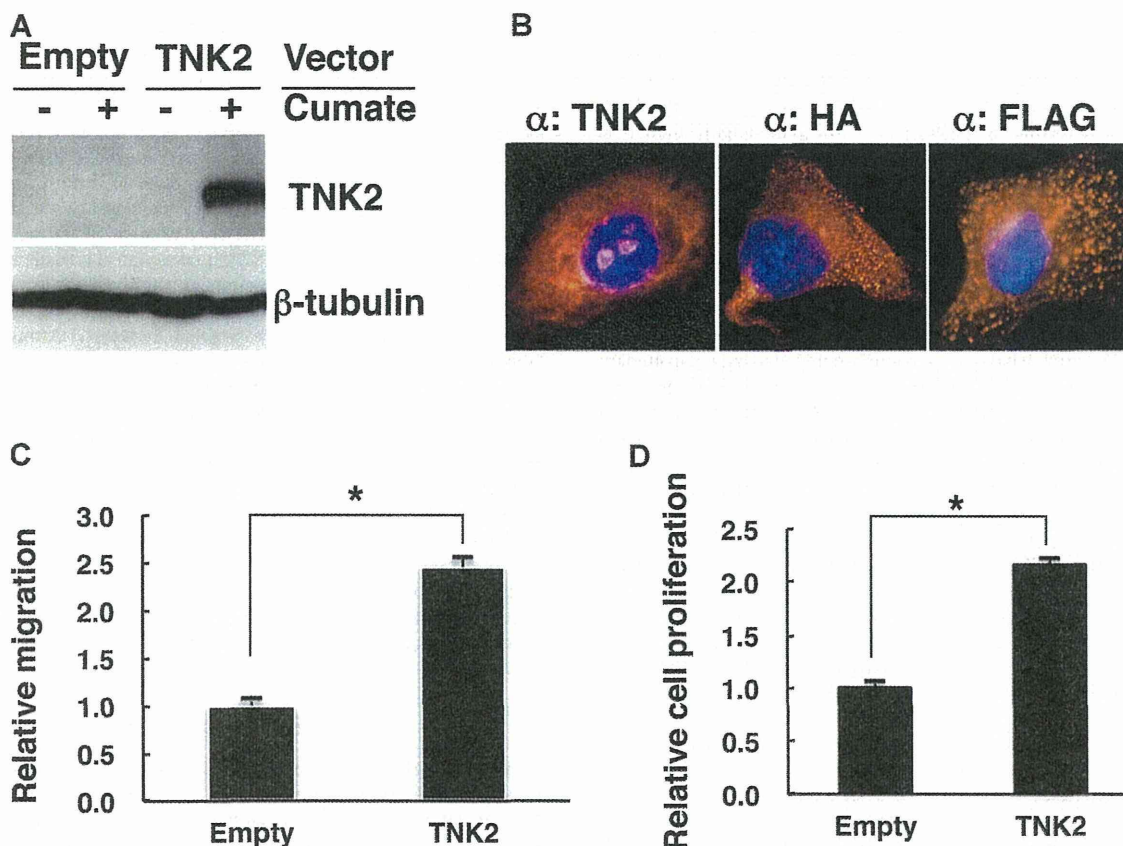 A
Empty TNK2 Vector
- + - + Cumate
TNK2
β-tubulin
B
α: TNK2 α: HA α: FLAG
C
Relative migration
3.0
2.5
2.0
1.5
1.0
0.5
0.0
*
Empty TNK2
D
Relative cell proliferation
2.5
2.0
1.5
1.0
0.5
0.0
*
Empty TNK2